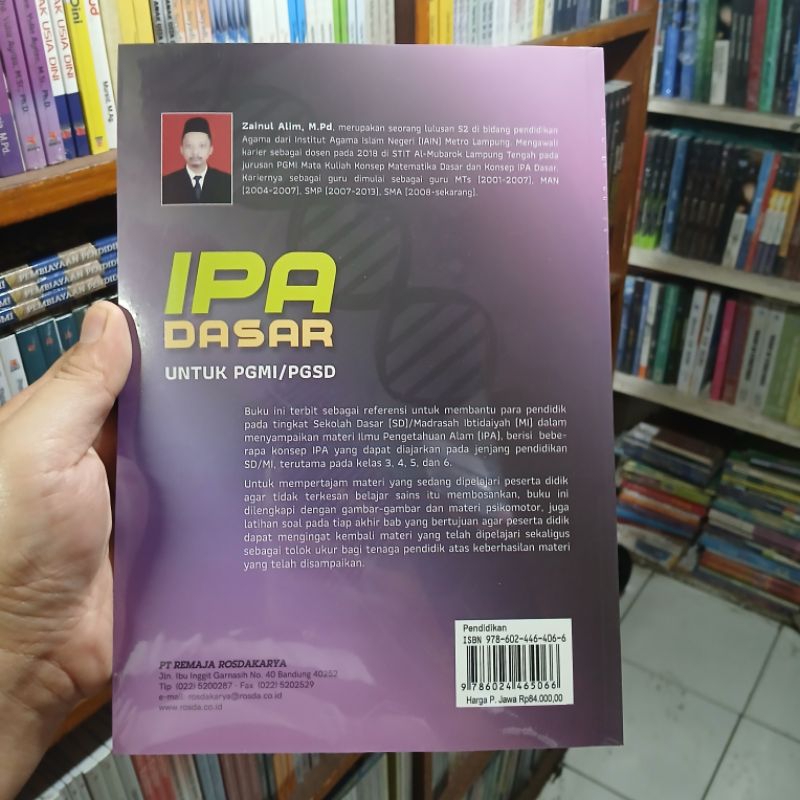 AK USIA DINI
PEMBIAYAAN PENDIDI
PEMBIAYAAN PENDIDI
PEMBIAYAAN PENDIDI
Zainul Alim, M.Pd, merupakan seorang lulusan S2 di bidang pendidikan
Agama dari Institut Agama Islam Negeri [IAIN] Metro Lampung. Mengawali
karier sebagai dosen pada 2018 di STIT Al-Mubarok Lampung Tengah pada
jurusan PGMI Mata Kuliah Konsep Matematika Dasar dan Konsep IPA Dasar.
Kariernya sebagai guru dimulai sebagai guru MTs [2001-2007], MAN
[2004-2007], SMP [2007-2013], SMA [2008-sekarang].
IPA
DASAR
UNTUK PGMI/PGSD
Buku ini terbit sebagai referensi untuk membantu para pendidik
pada tingkat Sekolah Dasar [SD]/Madrasah Ibtidaiyah [MI] dalam
menyampaikan materi Ilmu Pengetahuan Alam [IPA], berisi bebe-
rapa konsep IPA yang dapat diajarkan pada jenjang pendidikan
SD/MI, terutama pada kelas 3, 4, 5, dan 6.
Untuk mempertajam materi yang sedang dipelajari peserta didik
agar tidak terkesan belajar sains itu membosankan, buku ini
dilengkapi dengan gambar-gambar dan materi psikomotor, juga
latihan soal pada tiap akhir bab yang bertujuan agar peserta didik
dapat mengingat kembali materi yang telah dipelajari sekaligus
sebagai tolok ukur bagi tenaga pendidik atas keberhasilan materi
yang telah disampaikan.
Pendidikan
ISBN 978-602-446-406-6
9 786024 465066
Harga P. Jawa Rp84.000,00
PT REMAJA ROSDAKARYA
Jln. Ibu Inggit Garnasih No. 40 Bandung 40252
Tlp (022) 5200287 - Fax (022) 5202529
e-mail: rosdakarya@rosda.co.id
www.rosda.co.id